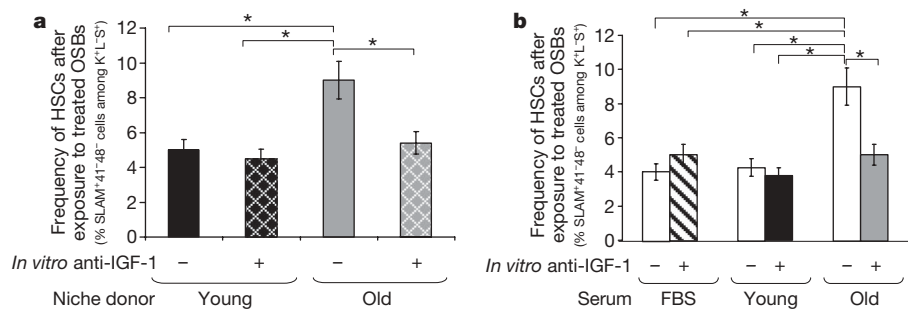 a
Frequency of HSCs after
exposure to treated OSBs
(% SLAM⁺41⁻48⁻ cells among K⁺L⁻S⁺)
12
10
8
6
4
2
0
* * *
In vitro anti-IGF-1 – + – +
Niche donor Young Old
b
Frequency of HSCs after
exposure to treated OSBs
(% SLAM⁺41⁻48⁻ cells among K⁺L⁻S⁺)
12
10
8
6
4
2
0
* * * * *
In vitro anti-IGF-1 – + – + – +
Serum FBS Young Old